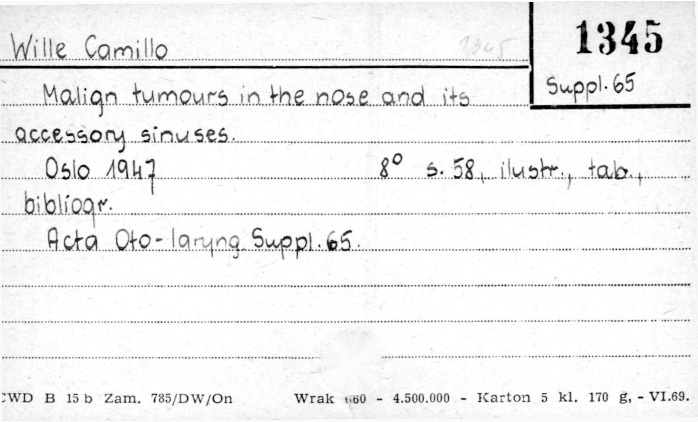 Wille Camillo 1345
1345
Suppl. 65
Malign tumours in the nose and its
accessory sinuses.
Oslo 1947 8° s. 58, ilustr., tab.,
bibliogr.
Acta Oto-laryng Suppl. 65.
CWD B 15 b Zam. 785/DW/On Wrak - 4.500.000 - Karton 5 kl. 170 g, - VI.69.